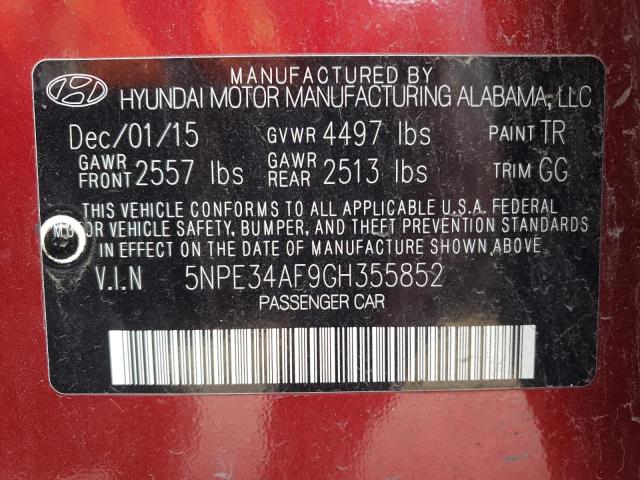 MANUFACTURED BY
HYUNDAI MOTOR MANUFACTURING ALABAMA, LLC
Dec/01/15 GVWR 4497 lbs PAINT TR
GAWR FRONT 2557 lbs GAWR REAR 2513 lbs TRIM GG
THIS VEHICLE CONFORMS TO ALL APPLICABLE U.S.A. FEDERAL
MOTOR VEHICLE SAFETY, BUMPER, AND THEFT PREVENTION STANDARDS
IN EFFECT ON THE DATE OF MANUFACTURE SHOWN ABOVE.
V.I.N 5NPE34AF9GH355852
PASSENGER CAR